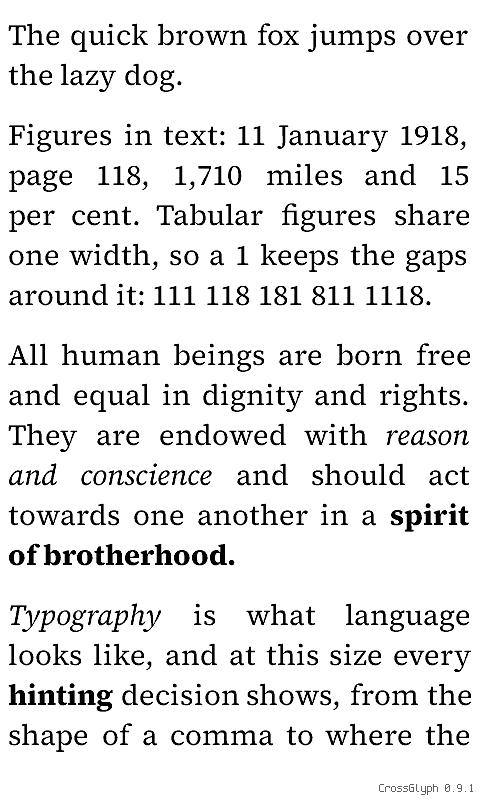 The quick brown fox jumps over
the lazy dog.
Figures in text: 11 January 1918,
page 118, 1,710 miles and 15
per cent. Tabular figures share
one width, so a 1 keeps the gaps
around it: 111 118 181 811 1118.
All human beings are born free
and equal in dignity and rights.
They are endowed with reason
and conscience and should act
towards one another in a spirit
of brotherhood.
Typography is what language
looks like, and at this size every
hinting decision shows, from the
shape of a comma to where the
CrossGlyph 0.9.1